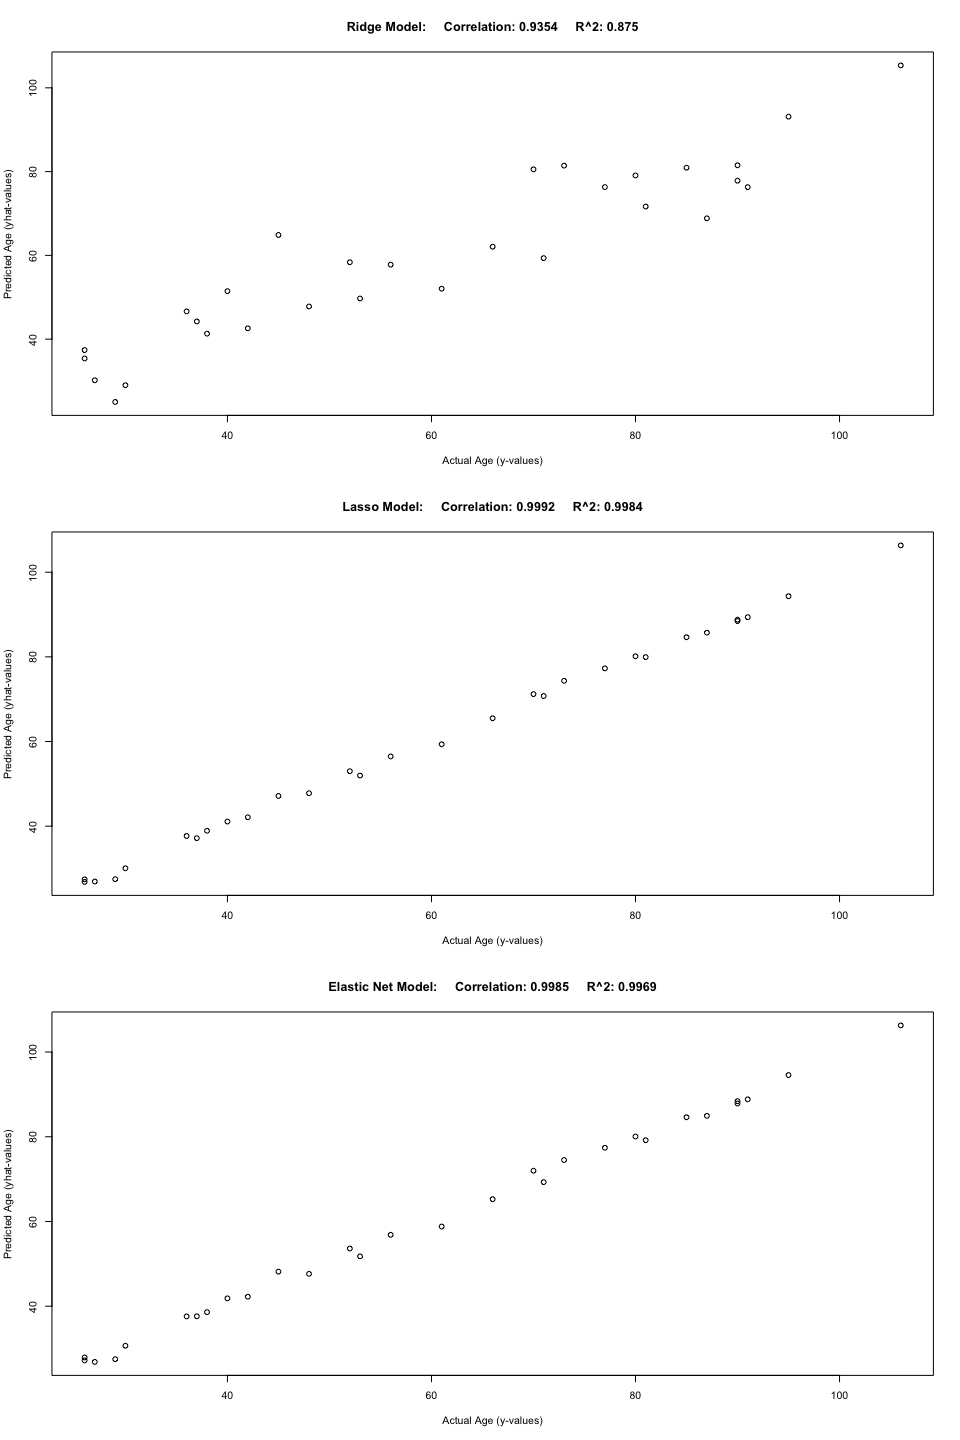 Ridge Model: Correlation: 0.9354 R^2: 0.875
100
80
60
40
Predicted Age (yhat-values)
40 60 80 100
Actual Age (y-values)
Lasso Model: Correlation: 0.9992 R^2: 0.9984
100
80
60
40
Predicted Age (yhat-values)
40 60 80 100
Actual Age (y-values)
Elastic Net Model: Correlation: 0.9985 R^2: 0.9969
100
80
60
40
Predicted Age (yhat-values)
40 60 80 100
Actual Age (y-values)